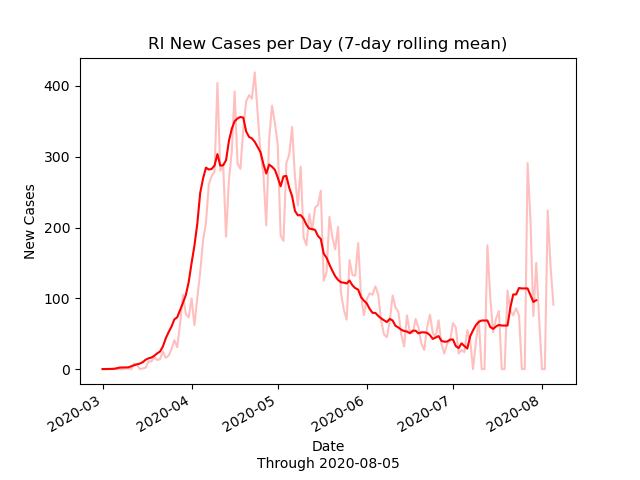 RI New Cases per Day (7-day rolling mean)
New Cases
400
300
200
100
0
2020-03
2020-04
2020-05
2020-06
2020-07
2020-08
Date
Through 2020-08-05